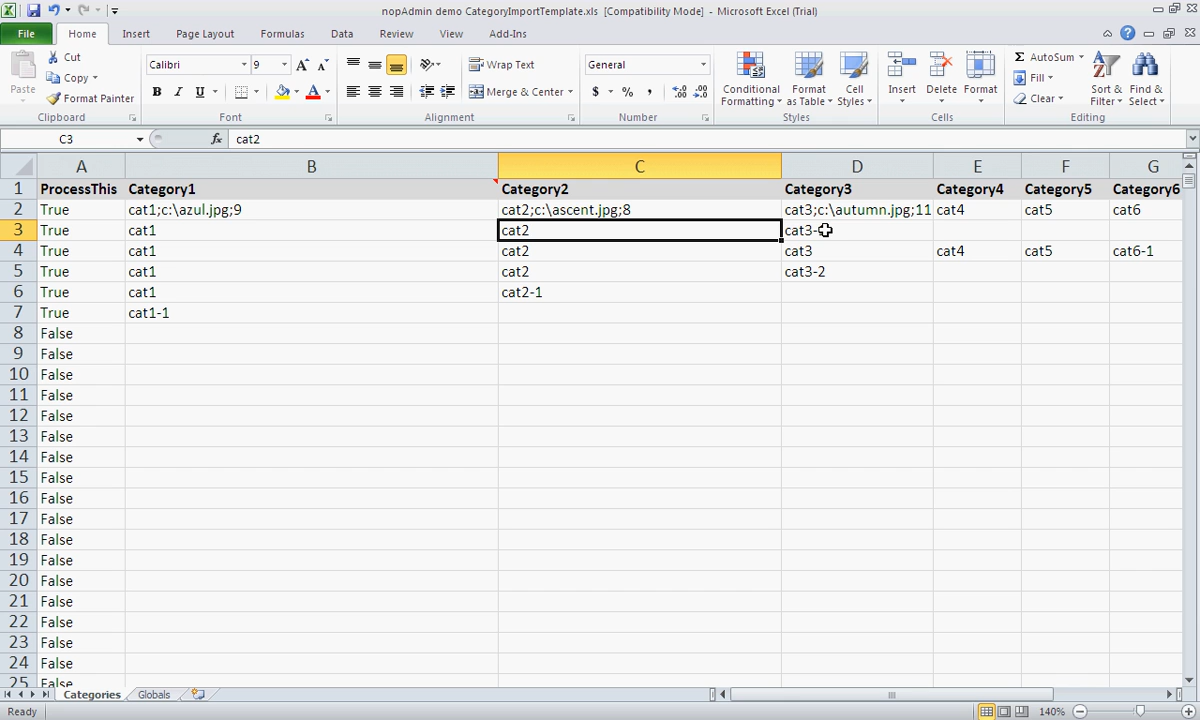 nopAdmin demo CategoryImportTemplate.xls [Compatibility Mode] - Microsoft Excel (Trial)
File Home Insert Page Layout Formulas Data Review View Add-Ins
Paste
Cut
Copy
Format Painter
Clipboard
Calibri 9
B I U
Font
Wrap Text
Merge & Center
Alignment
General
$ % ,
Number
Conditional Formatting
Format as Table
Cell Styles
Styles
Insert Delete Format
Cells
Σ AutoSum
Fill
Clear
Sort & Filter
Find & Select
Editing
C3 fx cat2
A B C D E F G
1 ProcessThis Category1 Category2 Category3 Category4 Category5 Category6
2 True cat1;c:\azul.jpg;9 cat2;c:\ascent.jpg;8 cat3;c:\autumn.jpg;11 cat4 cat5 cat6
3 True cat1 cat2 cat3-
4 True cat1 cat2 cat3 cat4 cat5 cat6-1
5 True cat1 cat2 cat3-2
6 True cat1 cat2-1
7 True cat1-1
8 False
9 False
10 False
11 False
12 False
13 False
14 False
15 False
16 False
17 False
18 False
19 False
20 False
21 False
22 False
23 False
24 False
25 False
Categories Globals
Ready 140%